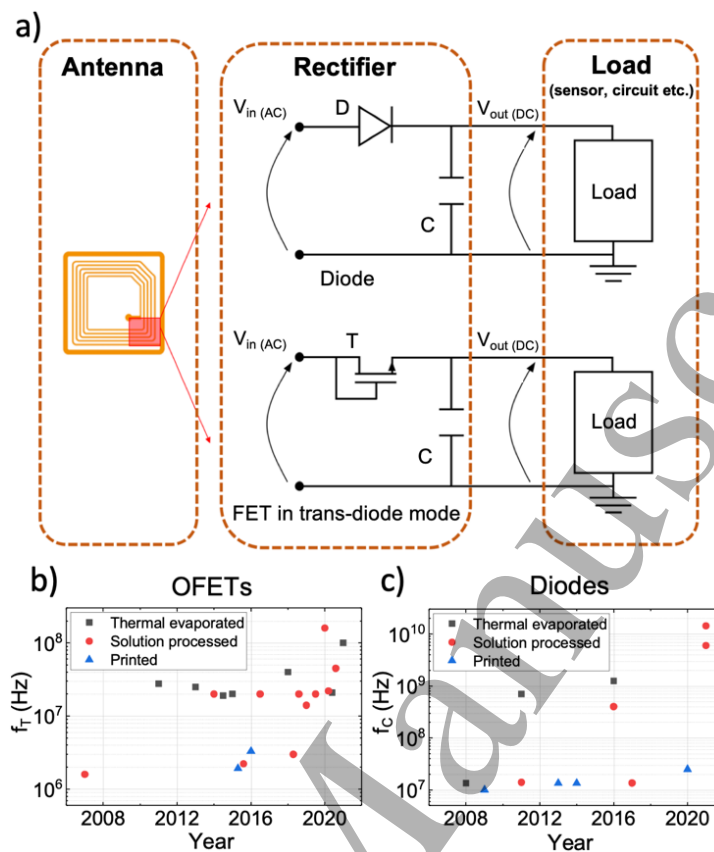 a)
Antenna
Rectifier
Load
(sensor, circuit etc.)
V_in (AC)
D
V_out (DC)
C
Load
Diode
V_in (AC)
T
V_out (DC)
C
Load
FET in trans-diode mode
b)
OFETs
Thermal evaporated
Solution processed
Printed
f_T (Hz)
10^8
10^7
10^6
2008
2012
2016
2020
Year
c)
Diodes
Thermal evaporated
Solution processed
Printed
f_C (Hz)
10^10
10^9
10^8
10^7
2008
2012
2016
2020
Year